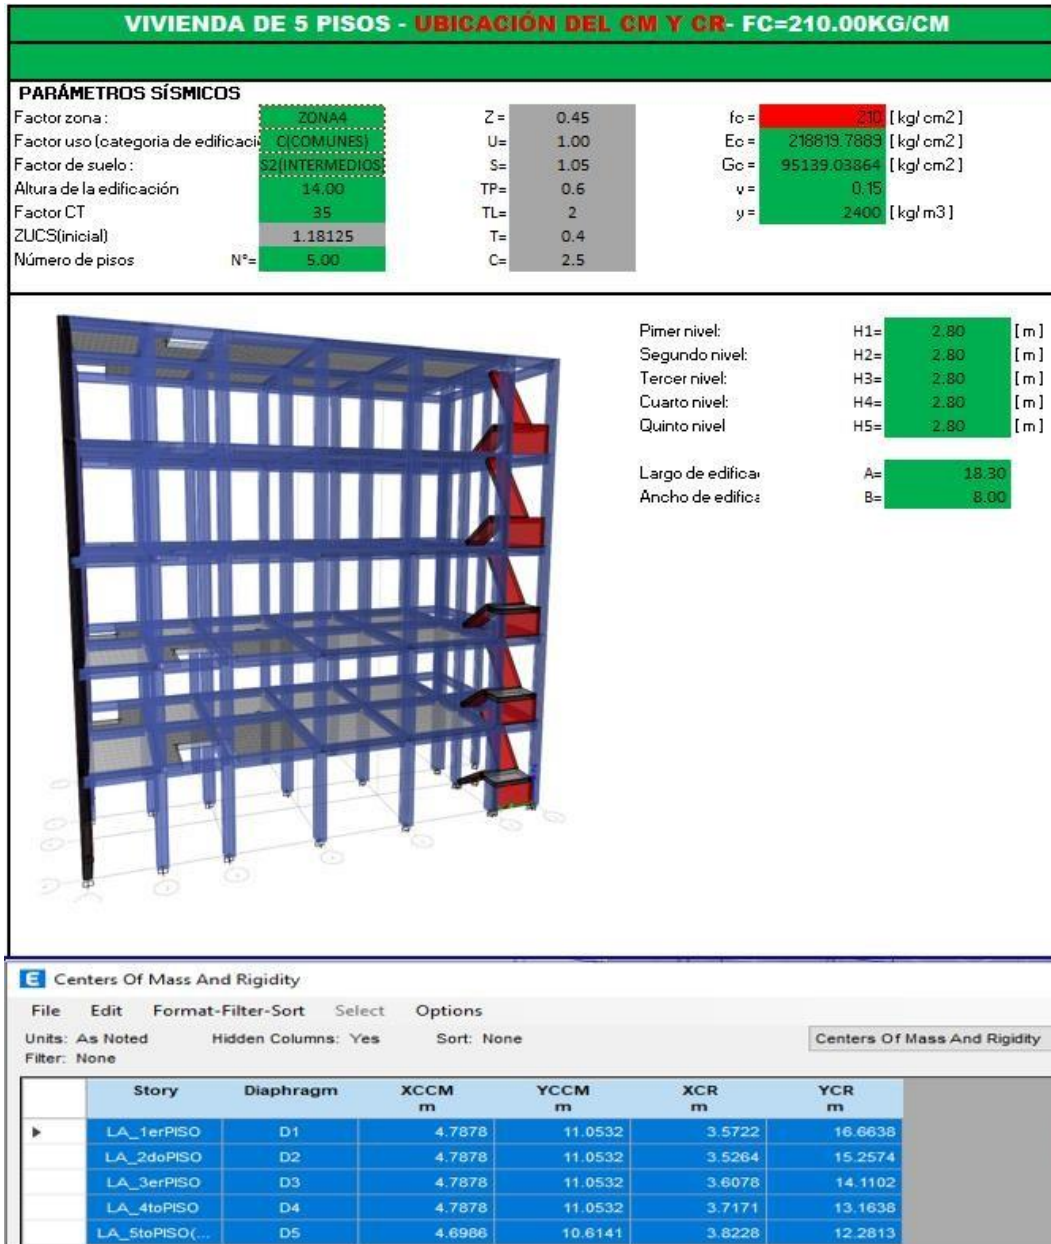 VIVIENDA DE 5 PISOS - UBICACIÓN DEL CM Y CR- FC=210.00KG/CM
PARÁMETROS SÍSMICOS
Factor zona : ZONA4 Z = 0.45 fc = 210 [ kg/ cm2 ]
Factor uso (categoria de edificaci C(COMUNES) U= 1.00 Ec = 218819.7889 [ kg/ cm2 ]
Factor de suelo : S2(INTERMEDIOS) S= 1.05 Gc = 95139.03864 [ kg/ cm2 ]
Altura de la edificación 14.00 TP= 0.6 v = 0.15
Factor CT 35 TL= 2 y = 2400 [ kg/ m3 ]
ZUCS(inicial) 1.18125 T= 0.4
Número de pisos N°= 5.00 C= 2.5
Pimer nivel: H1= 2.80 [ m ]
Segundo nivel: H2= 2.80 [ m ]
Tercer nivel: H3= 2.80 [ m ]
Cuarto nivel: H4= 2.80 [ m ]
Quinto nivel H5= 2.80 [ m ]
Largo de edifica A= 18.30
Ancho de edifica B= 8.00
E Centers Of Mass And Rigidity
File Edit Format-Filter-Sort Select Options
Units: As Noted Hidden Columns: Yes Sort: None Centers Of Mass And Rigidity
Filter: None
Story Diaphragm XCCM YCCM XCR YCR
m m m m
LA_1erPISO D1 4.7878 11.0532 3.5722 16.6638
LA_2doPISO D2 4.7878 11.0532 3.5264 15.2574
LA_3erPISO D3 4.7878 11.0532 3.6078 14.1102
LA_4toPISO D4 4.7878 11.0532 3.7171 13.1638
LA_5toPISO(... D5 4.6986 10.6141 3.8228 12.2813